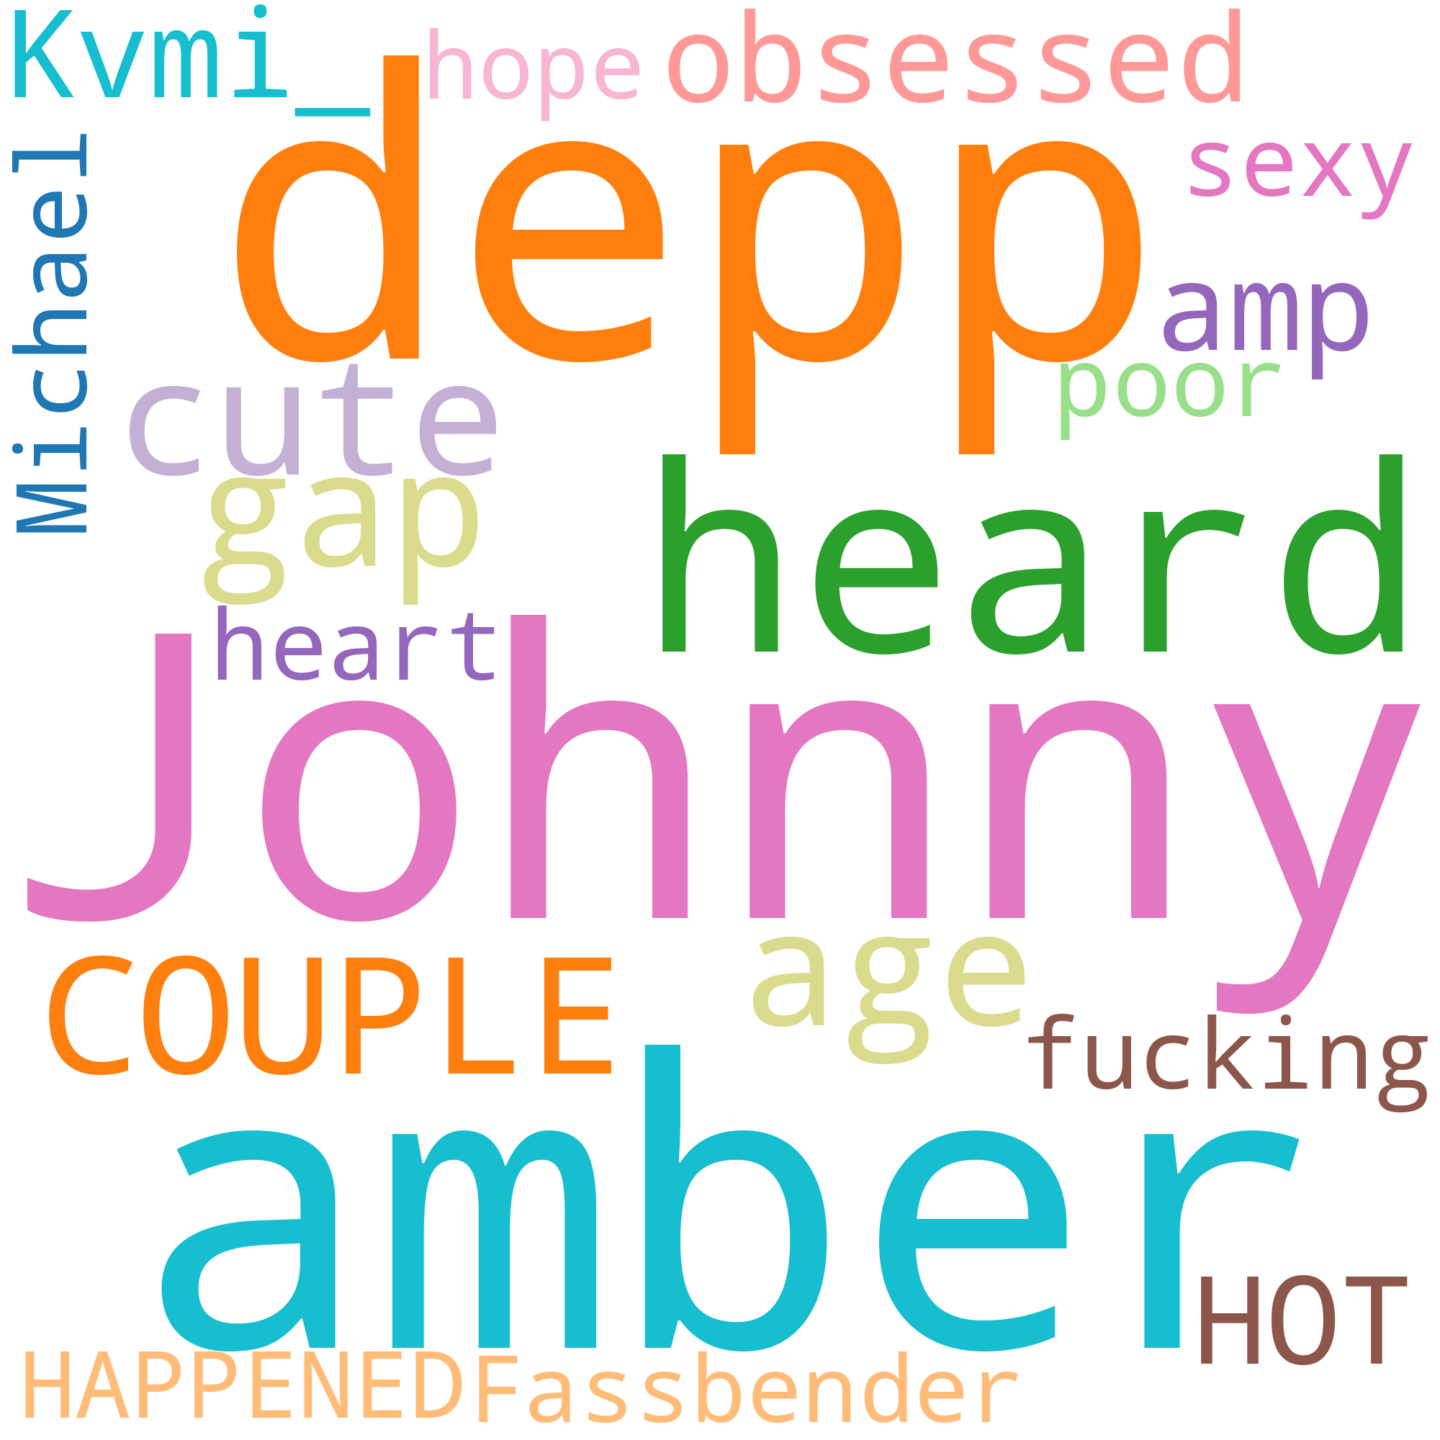 Kvmi_
hope
obsessed
depp
sexy
Michael
amp
poor
cute
gap
heard
heart
Johnny
COUPLE
age
fucking
amber
HOT
HAPPENED
Fassbender